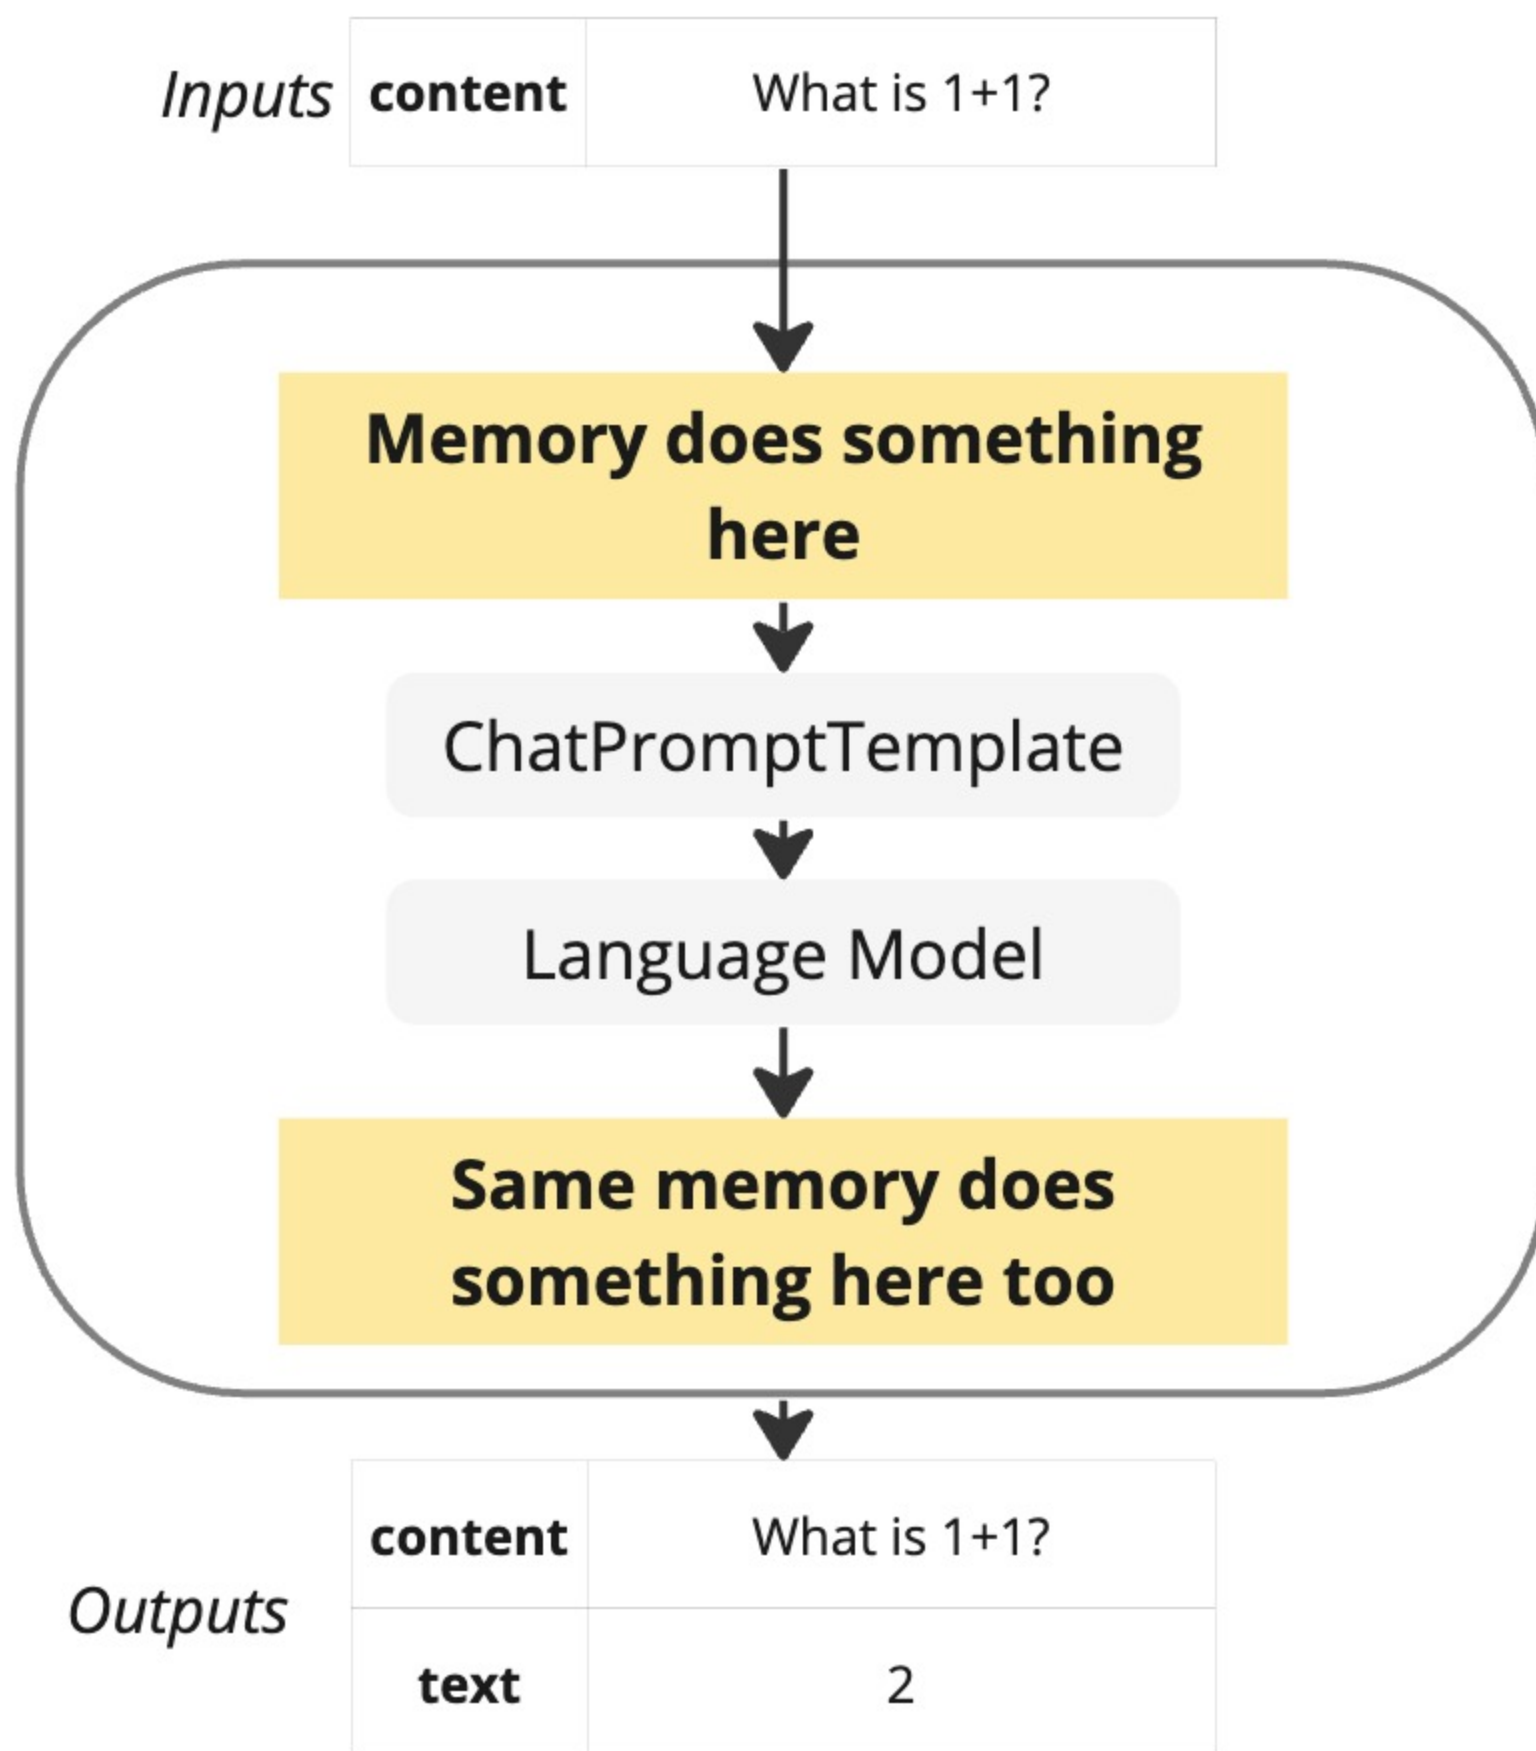 Inputs
content
What is 1+1?
Memory does something
here
ChatPromptTemplate
Language Model
Same memory does
something here too
content
What is 1+1?
Outputs
text
2